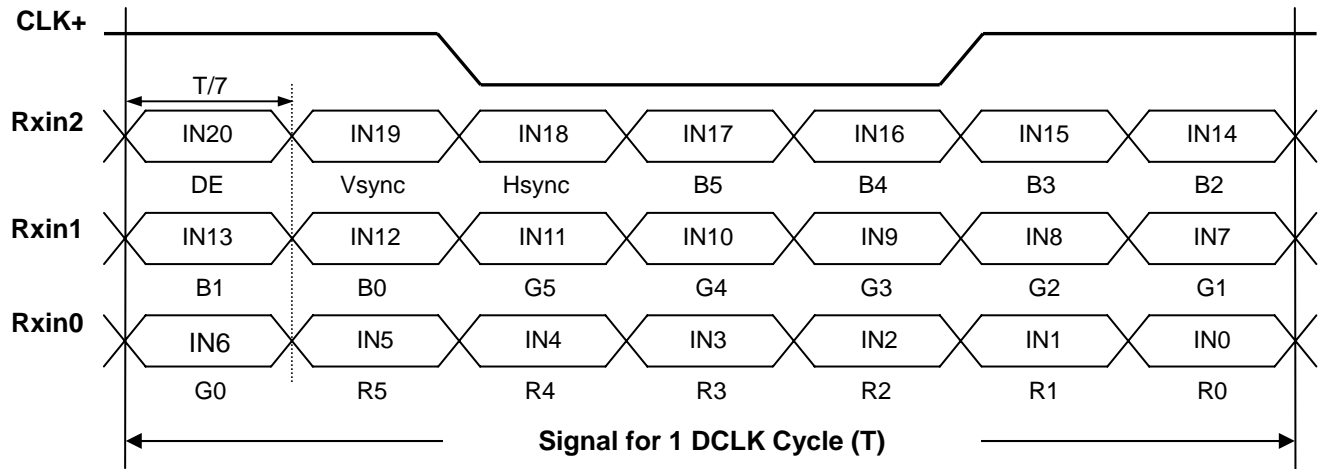 CLK+
T/7
Rxin2 IN20 IN19 IN18 IN17 IN16 IN15 IN14
DE Vsync Hsync B5 B4 B3 B2
Rxin1 IN13 IN12 IN11 IN10 IN9 IN8 IN7
B1 B0 G5 G4 G3 G2 G1
Rxin0 IN6 IN5 IN4 IN3 IN2 IN1 IN0
G0 R5 R4 R3 R2 R1 R0
Signal for 1 DCLK Cycle (T)